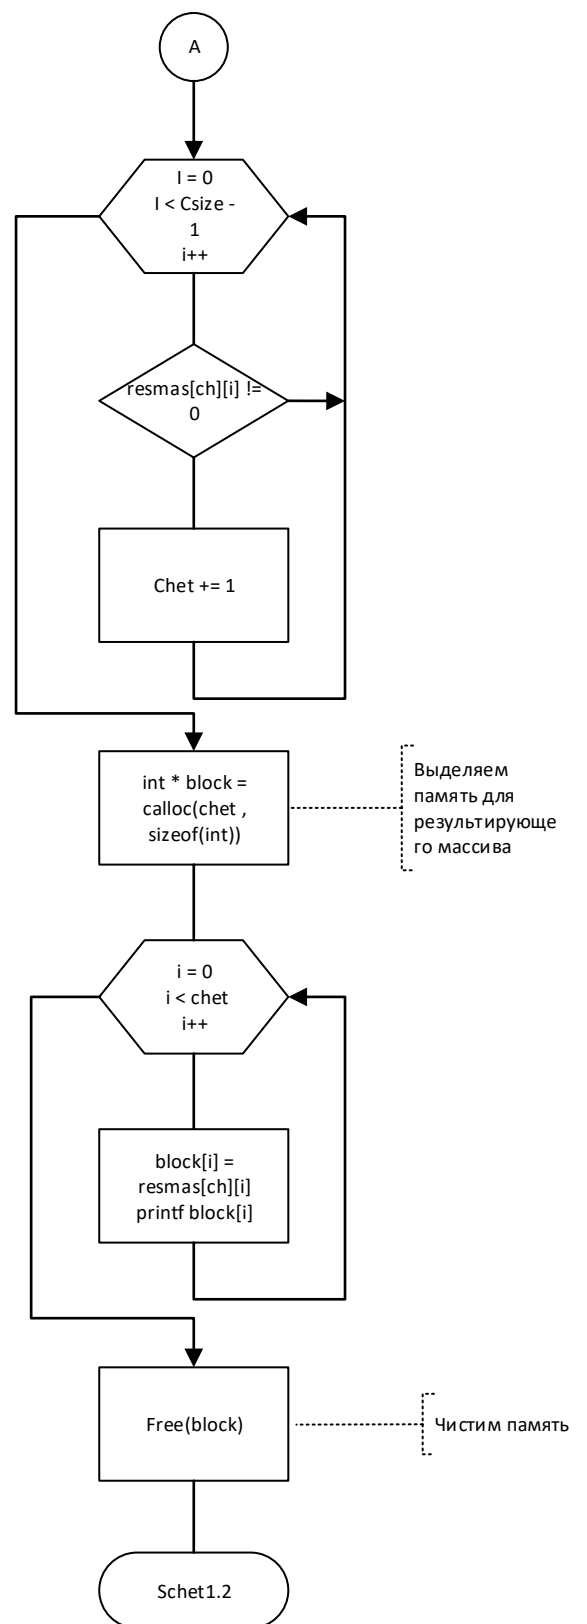 A
I = 0
I < Csize -
1
i++
resmas[ch][i] !=
0
Chet += 1
int * block =
calloc(chet ,
sizeof(int))
Выделяем
память для
результирующе
го массива
i = 0
i < chet
i++
block[i] =
resmas[ch][i]
printf block[i]
Free(block)
Чистим память
Schet1.2